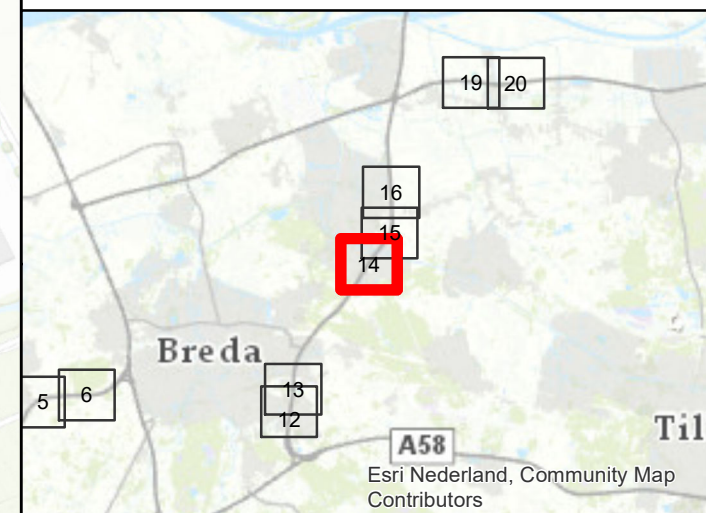 19 20
16
15
14
Breda
13
6
5
12
Til
A58
Esri Nederland, Community Map
Contributors